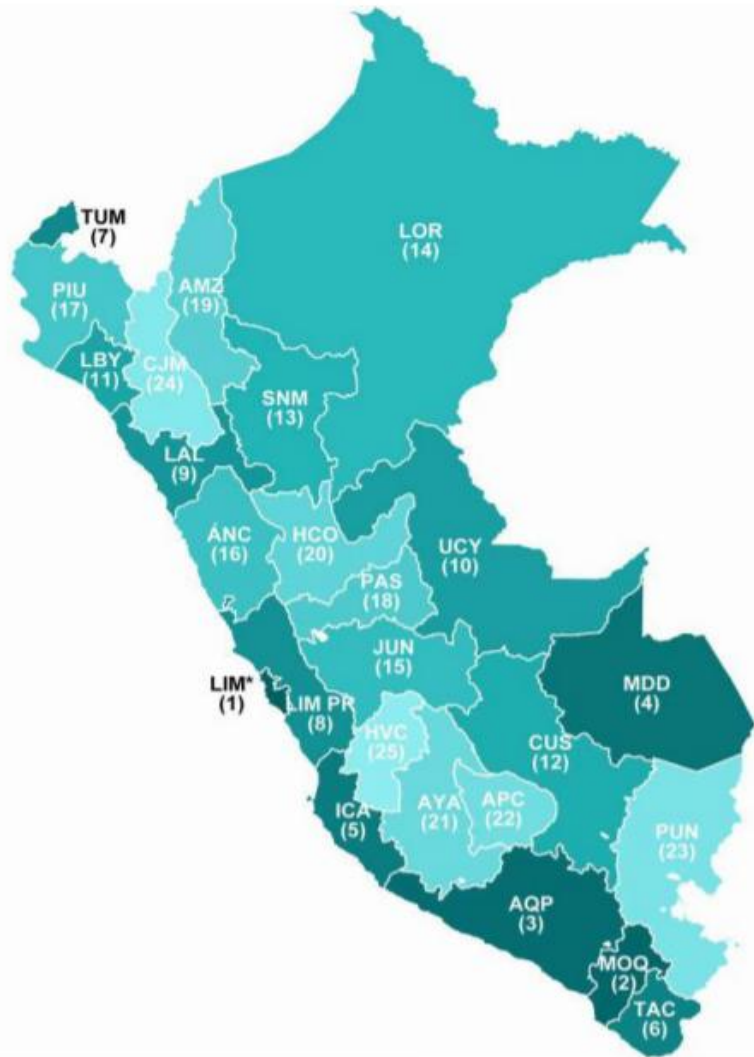 TUM
(7)
LOR
(14)
PIU
(17)
AMZ
(19)
LBY
(11)
CJM
(24)
SNM
(13)
LAL
(9)
ÁNC
(16)
HCO
(20)
UCY
(10)
PAS
(18)
JUN
(15)
LIM*
(1)
LIM PR
(8)
MDD
(4)
HVC
(25)
CUS
(12)
ICA
(5)
AYA
(21)
APC
(22)
PUN
(23)
AQP
(3)
MOQ
(2)
TAC
(6)